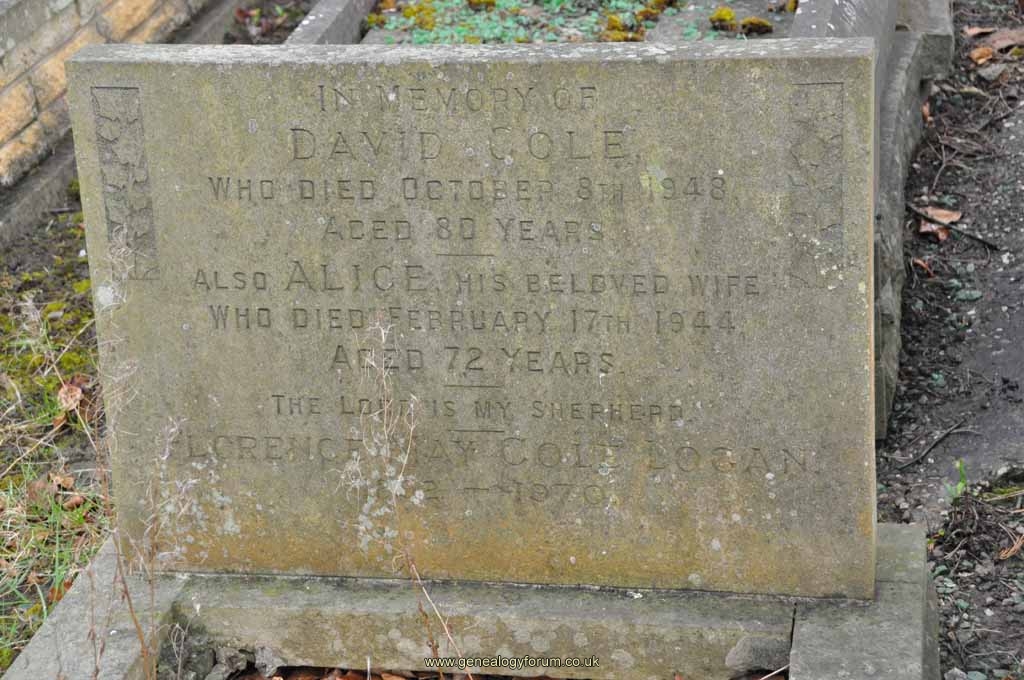 IN MEMORY OF
DAVID COLE,
WHO DIED OCTOBER 8TH 1948,
AGED 80 YEARS.
ALSO ALICE, HIS BELOVED WIFE
WHO DIED FEBRUARY 17TH 1944,
AGED 72 YEARS.
THE LORD IS MY SHEPHERD.
FLORENCE MAY COLE LOGAN.
— 1970
www.genealogyforum.co.uk